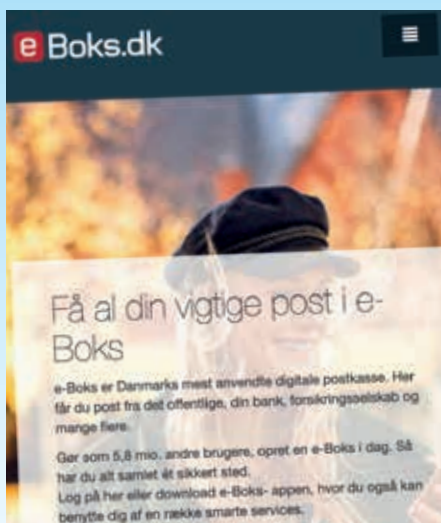 e Boks.dk
Få al din vigtige post i e-
Boks
e-Boks er Danmarks mest anvendte digitale postkasse. Her
får du post fra det offentlige, din bank, forsikringsselskab og
mange flere.
Gør som 5,8 mio. andre brugere, opret en e-Boks i dag. Så
har du alt samlet ét sikkert sted.
Log på her eller download e-Boks- appen, hvor du også kan
benytte dig af en række smarte services.